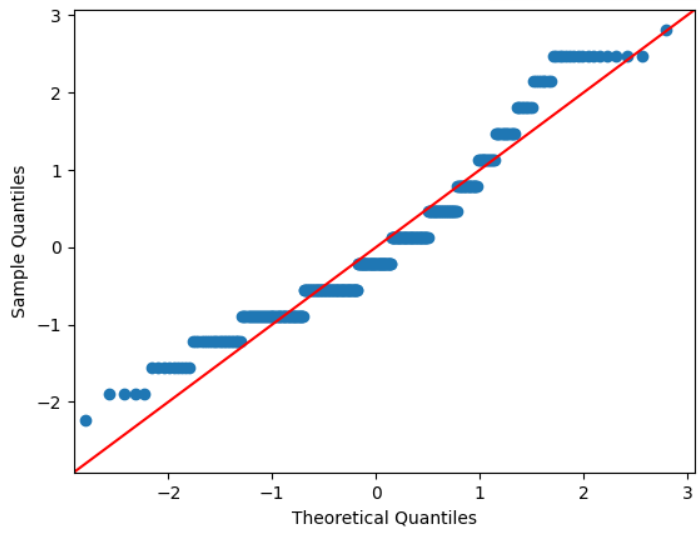 3
2
1
0
−1
−2
Sample Quantiles
−2 −1 0 1 2 3
Theoretical Quantiles